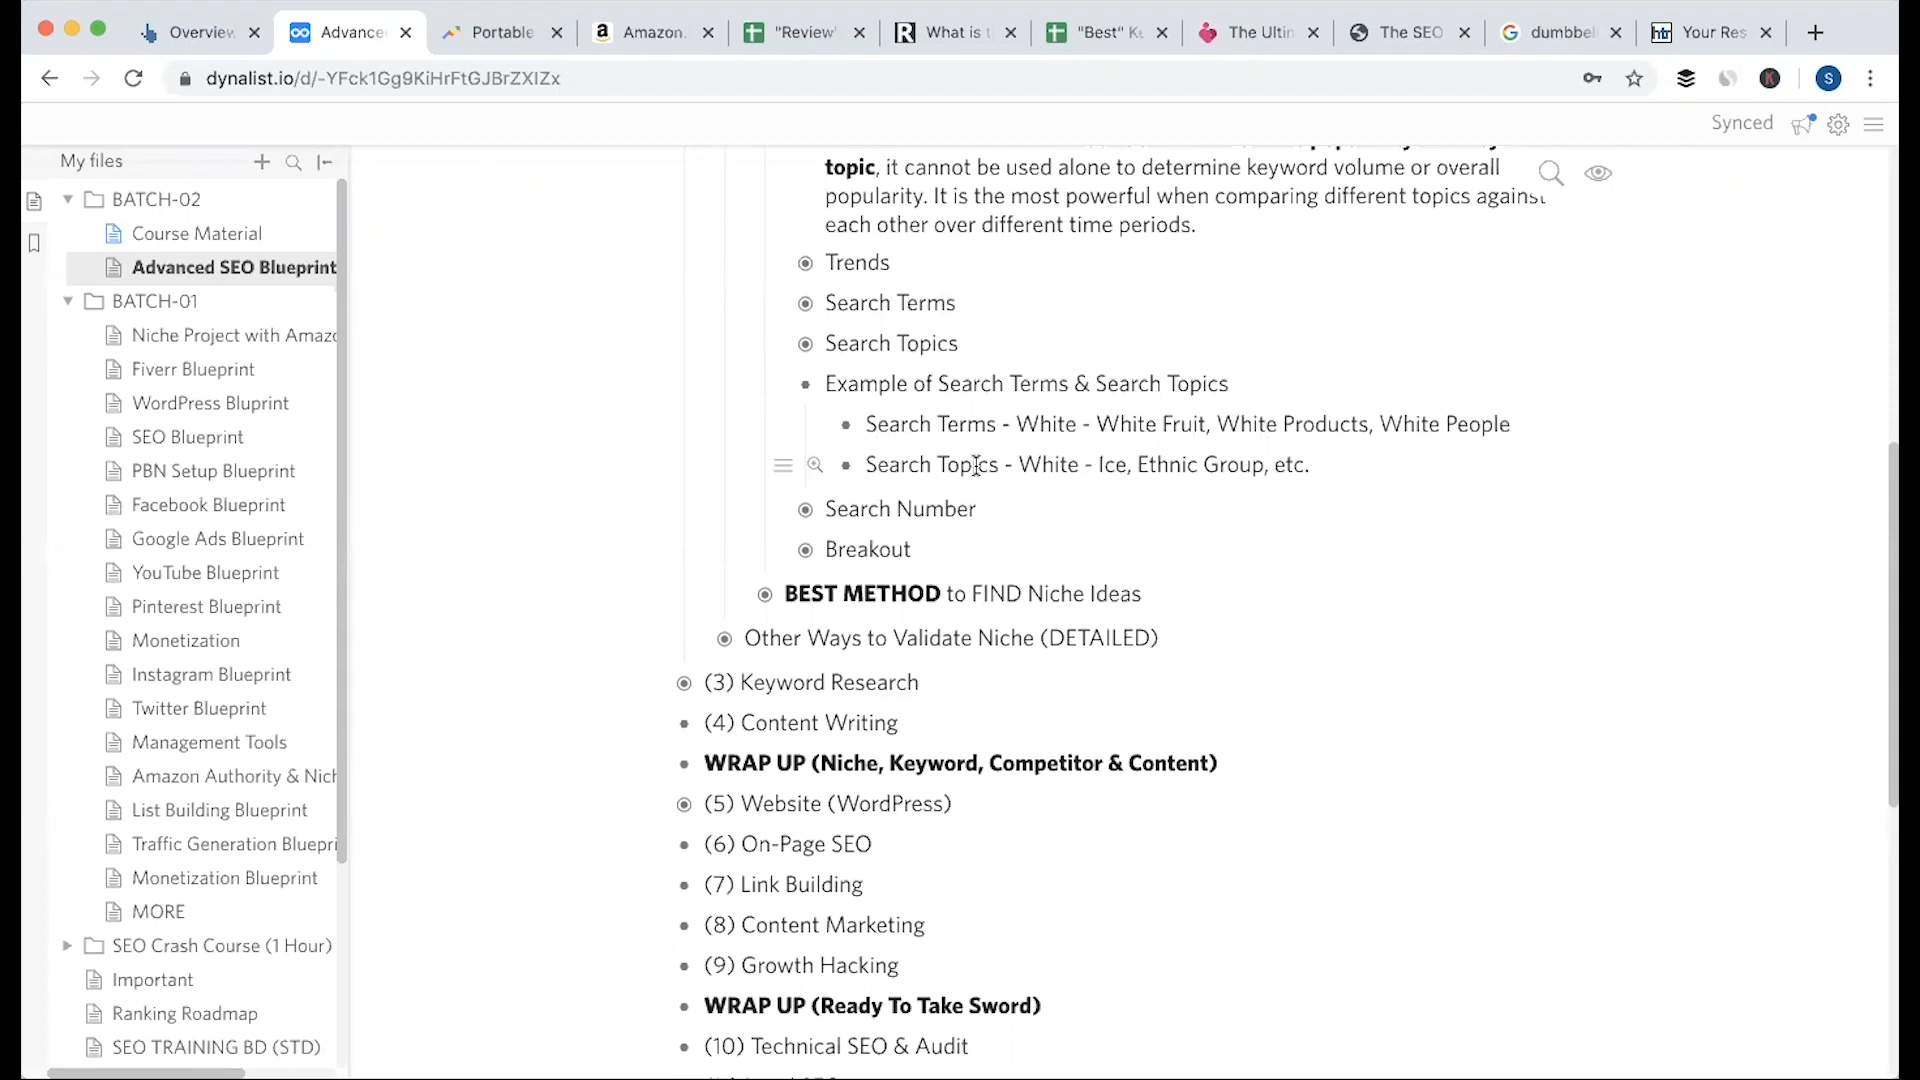 Overview
Advance
Portable
Amazon.
"Review"
What is t
"Best" Ke
The Ultin
The SEO
dumbbel
Your Res
dynalist.io/d/-YFck1Gg9KiHrFtGJBrZXIZx
S
Synced
My files
BATCH-02
Course Material
Advanced SEO Blueprint
BATCH-01
Niche Project with Amazo
Fiverr Blueprint
WordPress Bluprint
SEO Blueprint
PBN Setup Blueprint
Facebook Blueprint
Google Ads Blueprint
YouTube Blueprint
Pinterest Blueprint
Monetization
Instagram Blueprint
Twitter Blueprint
Management Tools
Amazon Authority & Nich
List Building Blueprint
Traffic Generation Bluepri
Monetization Blueprint
MORE
SEO Crash Course (1 Hour)
Important
Ranking Roadmap
SEO TRAINING BD (STD)
topic, it cannot be used alone to determine keyword volume or overall
popularity. It is the most powerful when comparing different topics against
each other over different time periods.
Trends
Search Terms
Search Topics
Example of Search Terms & Search Topics
Search Terms - White - White Fruit, White Products, White People
Search Topics - White - Ice, Ethnic Group, etc.
Search Number
Breakout
BEST METHOD to FIND Niche Ideas
Other Ways to Validate Niche (DETAILED)
(3) Keyword Research
(4) Content Writing
WRAP UP (Niche, Keyword, Competitor & Content)
(5) Website (WordPress)
(6) On-Page SEO
(7) Link Building
(8) Content Marketing
(9) Growth Hacking
WRAP UP (Ready To Take Sword)
(10) Technical SEO & Audit